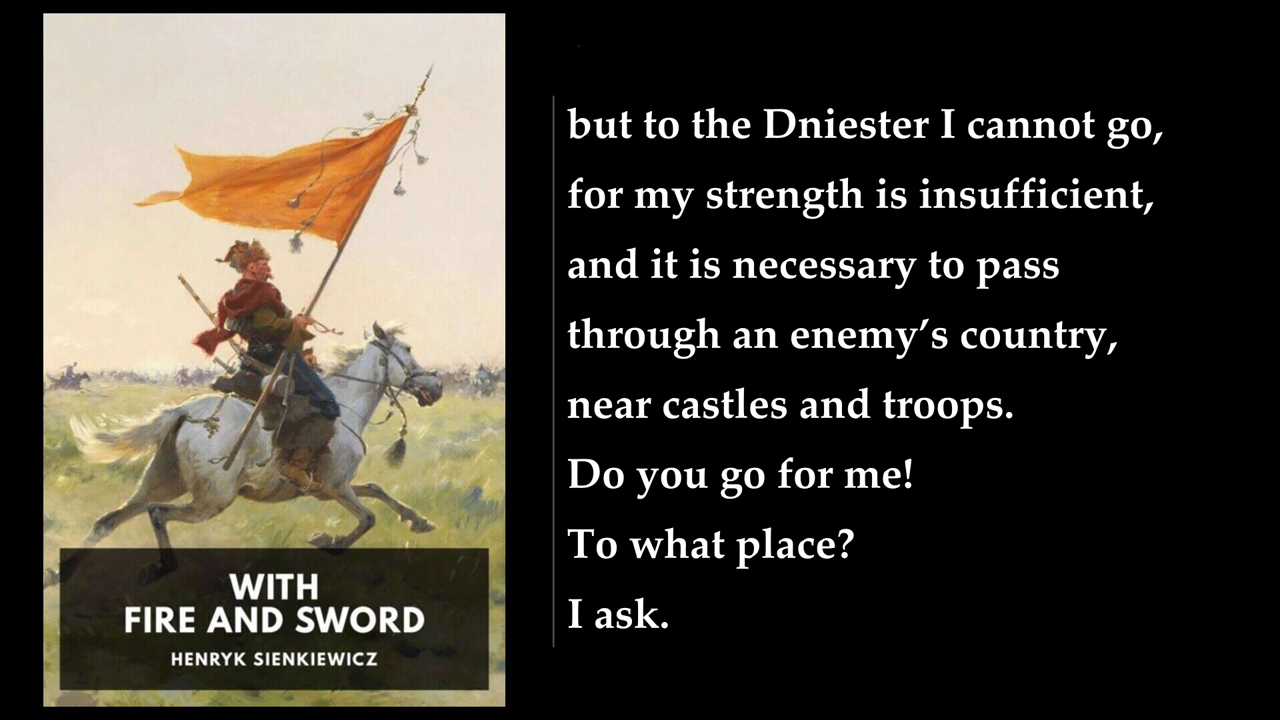 WITH
FIRE AND SWORD
HENRYK SIENKIEWICZ
but to the Dniester I cannot go,
for my strength is insufficient,
and it is necessary to pass
through an enemy’s country,
near castles and troops.
Do you go for me!
To what place?
I ask.